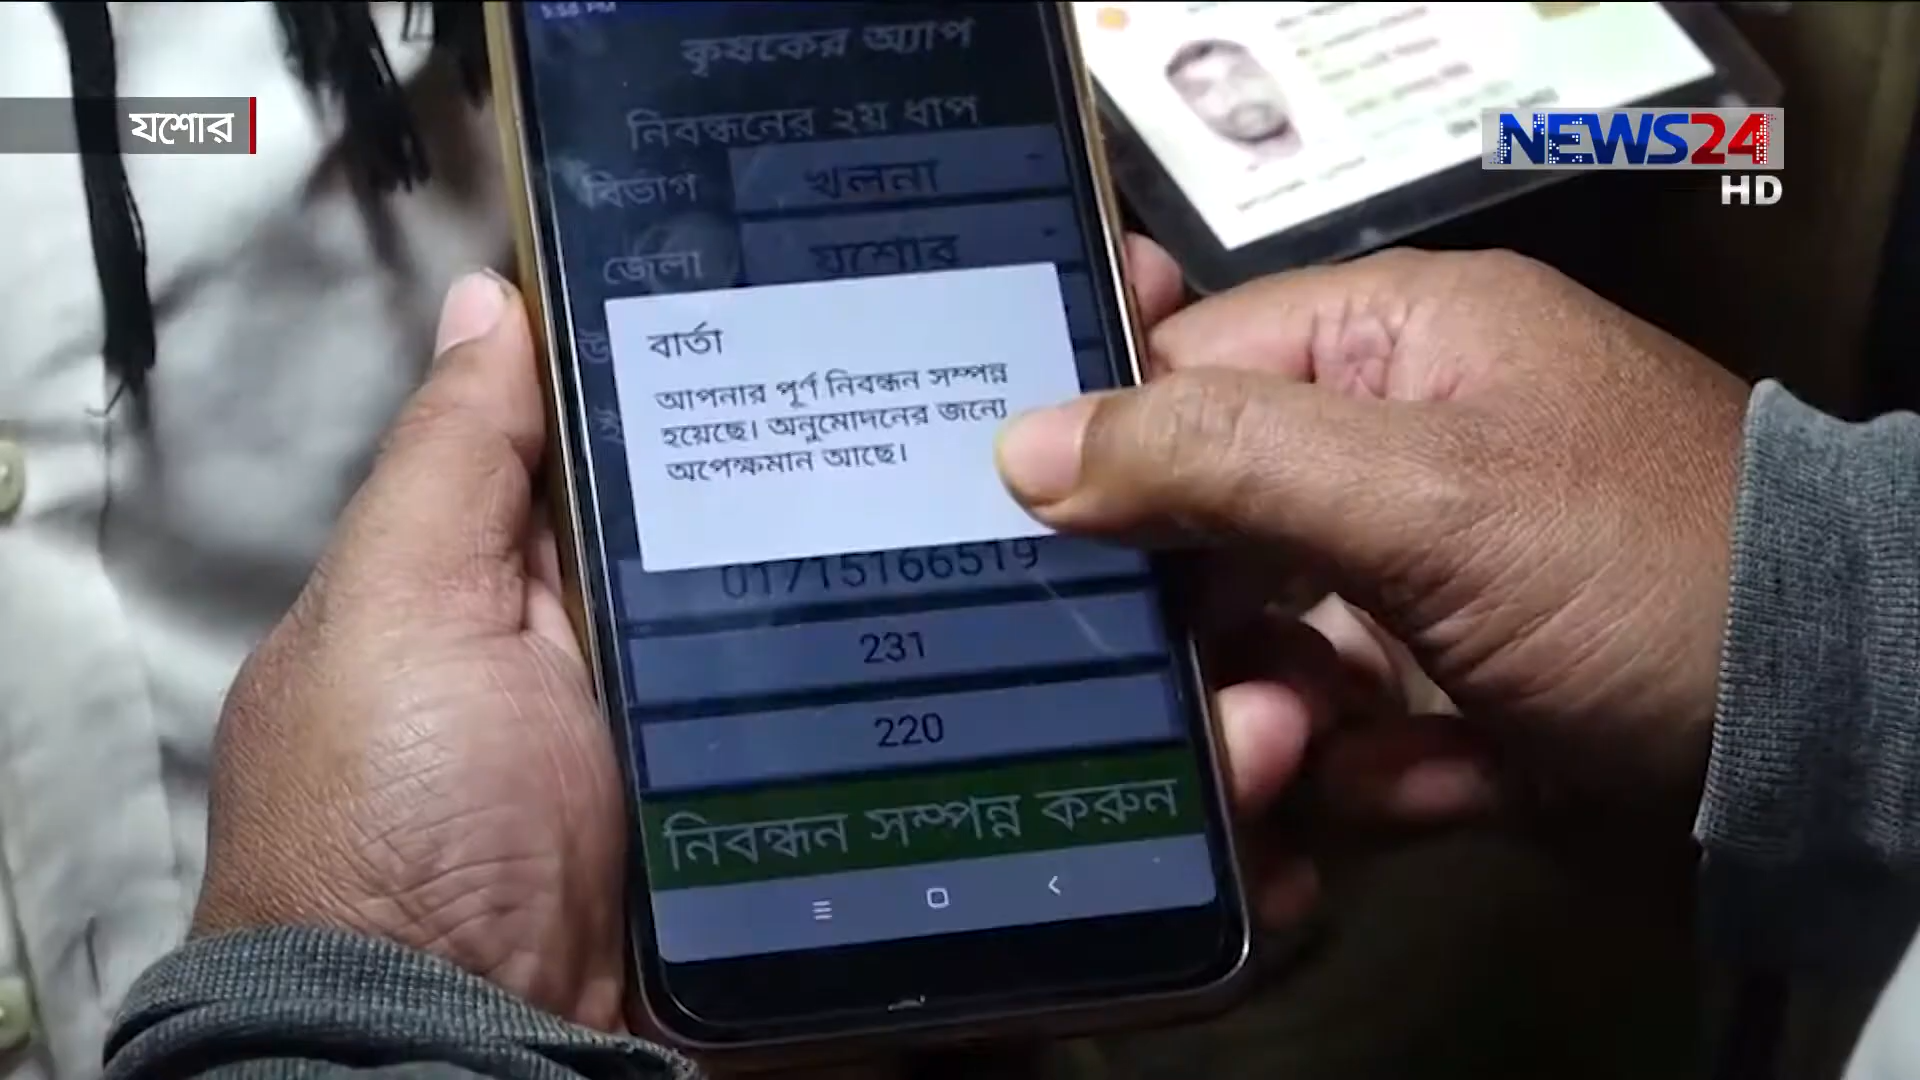 কৃষকের অ্যাপ
নিবন্ধনের ২য় ধাপ
যশোর
NEWS24
HD
বিভাগ খুলনা
জেলা যশোর
বার্তা
আপনার পূর্ণ নিবন্ধন সম্পন্ন
হয়েছে। অনুমোদনের জন্যে
অপেক্ষমান আছে।
01715166519
231
220
নিবন্ধন সম্পন্ন করুন